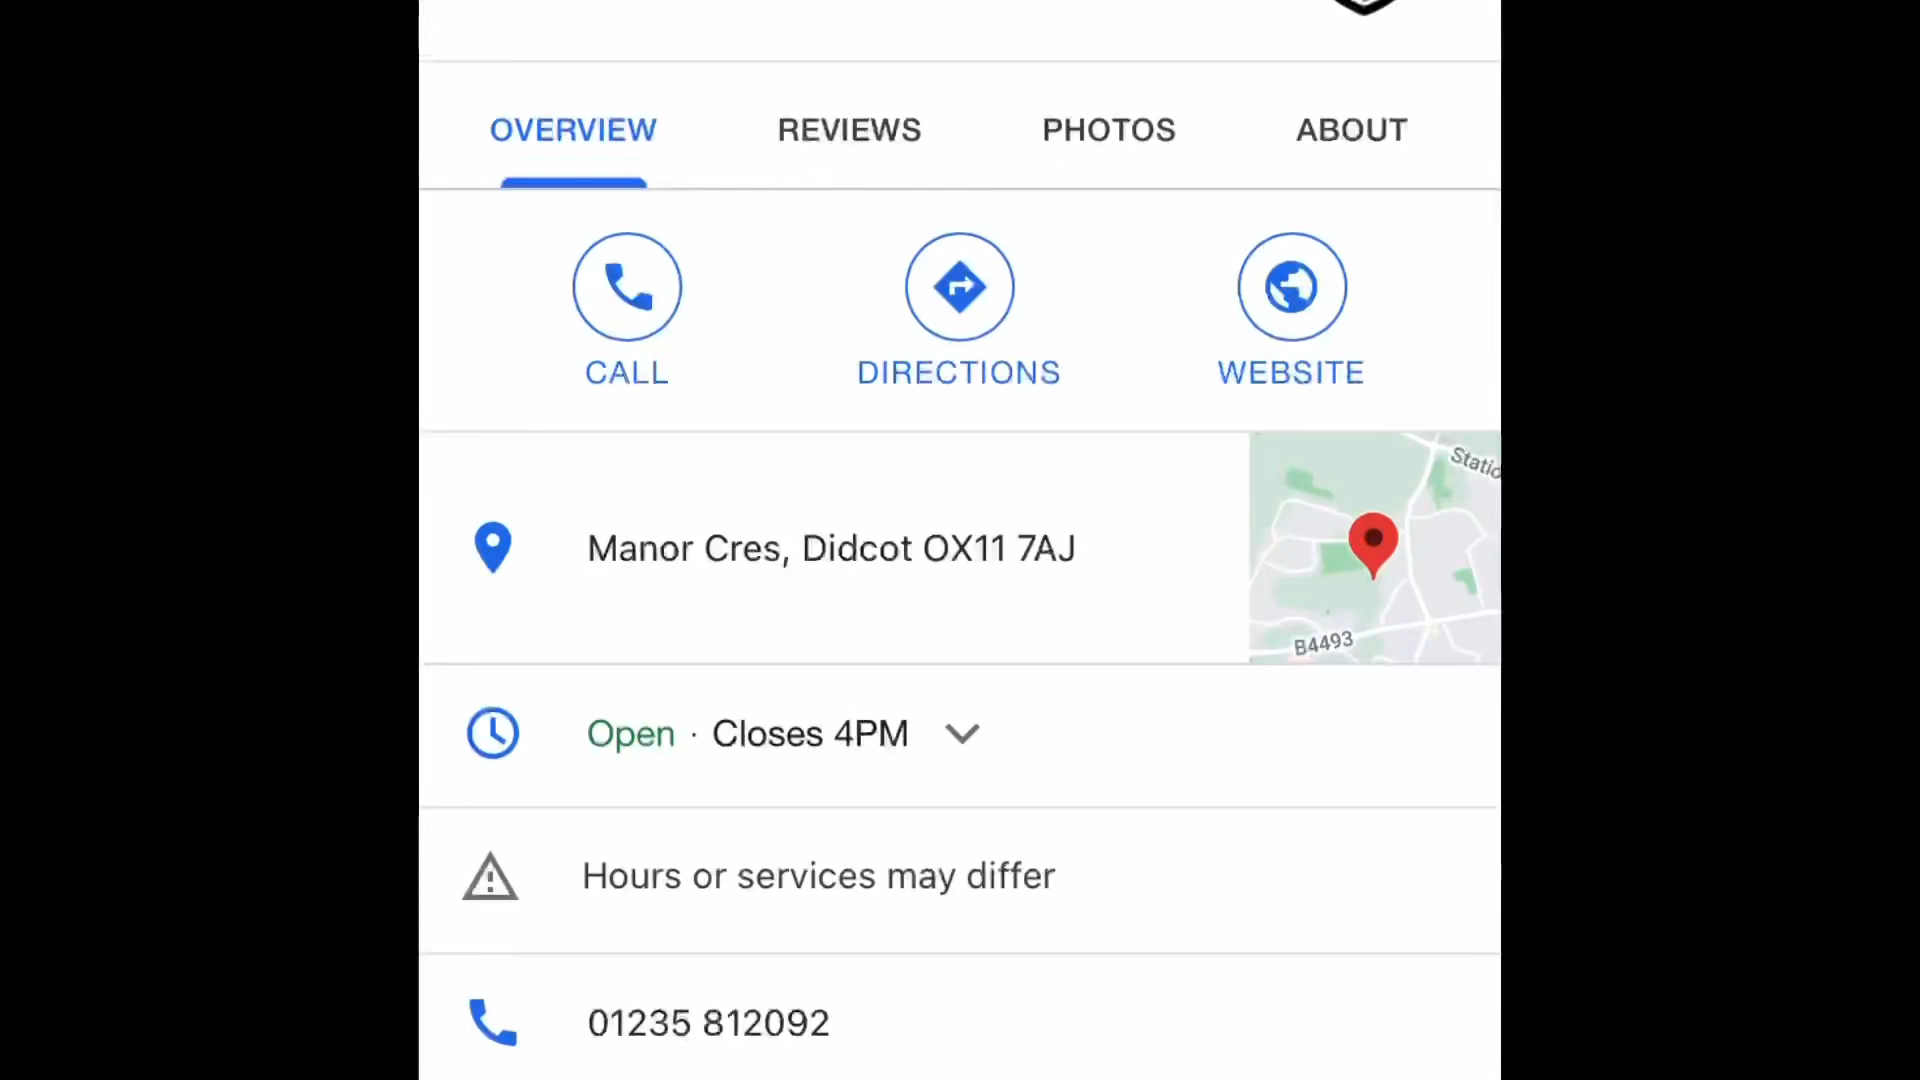 OVERVIEW REVIEWS PHOTOS ABOUT
CALL DIRECTIONS WEBSITE
Manor Cres, Didcot OX11 7AJ
B4493
Open · Closes 4PM
Hours or services may differ
01235 812092